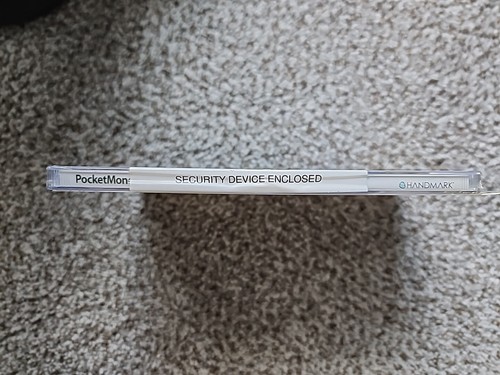 PocketMon
SECURITY DEVICE ENCLOSED
HANDMARK